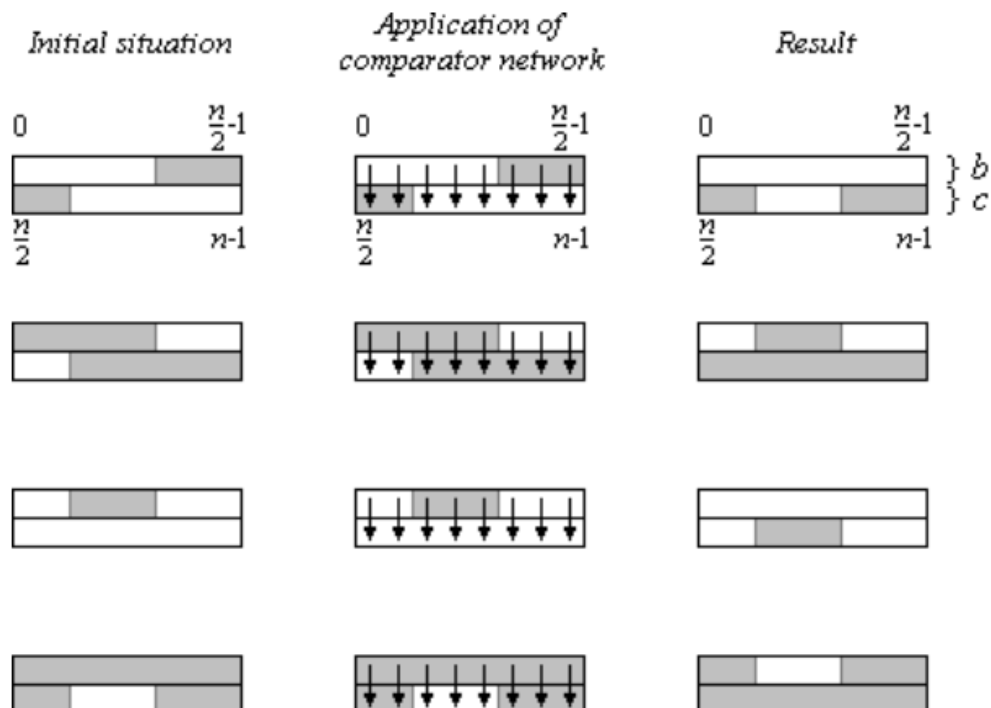 Initial situation
Application of
comparator network
Result
0 n/2-1
0 n/2-1
0 n/2-1
} b
} c
n/2 n-1
n/2 n-1
n/2 n-1